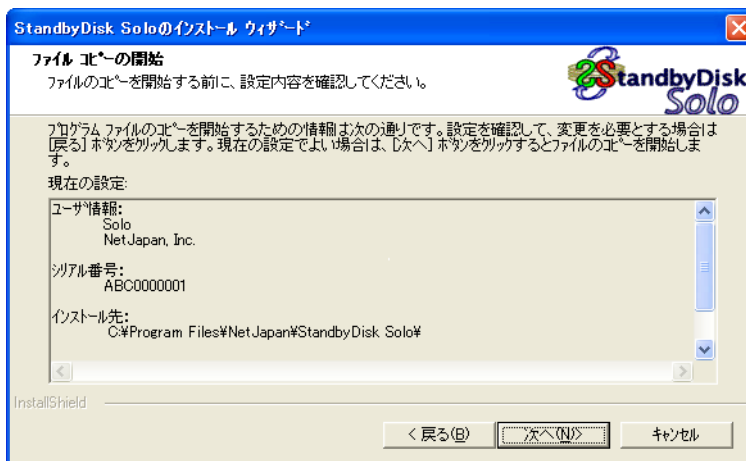 StandbyDisk Soloのインストール ウィザード
ファイル コピーの開始
ファイルのコピーを開始する前に、設定内容を確認してください。
StandbyDisk
Solo
プログラム ファイルのコピーを開始するための情報は次の通りです。設定を確認して、変更を必要とする場合は
[戻る] ボタンをクリックします。現在の設定でよい場合は、[次へ] ボタンをクリックするとファイルのコピーを開始しま
す。
現在の設定:
ユーザ情報:
Solo
NetJapan, Inc.
シリアル番号:
ABC0000001
インストール先:
C:¥Program Files¥NetJapan¥StandbyDisk Solo¥
InstallShield
< 戻る(B)
次へ(N)>
キャンセル